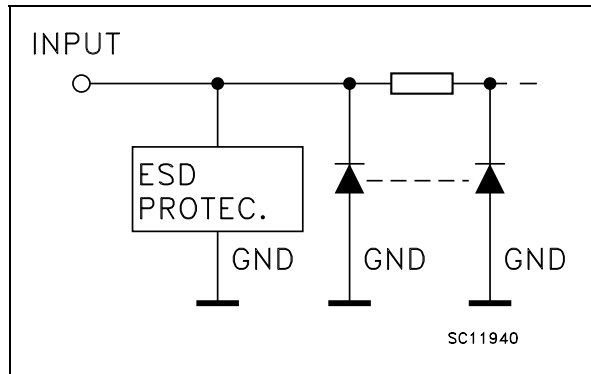 INPUT
ESD
PROTEC.
GND
GND
GND
SC11940